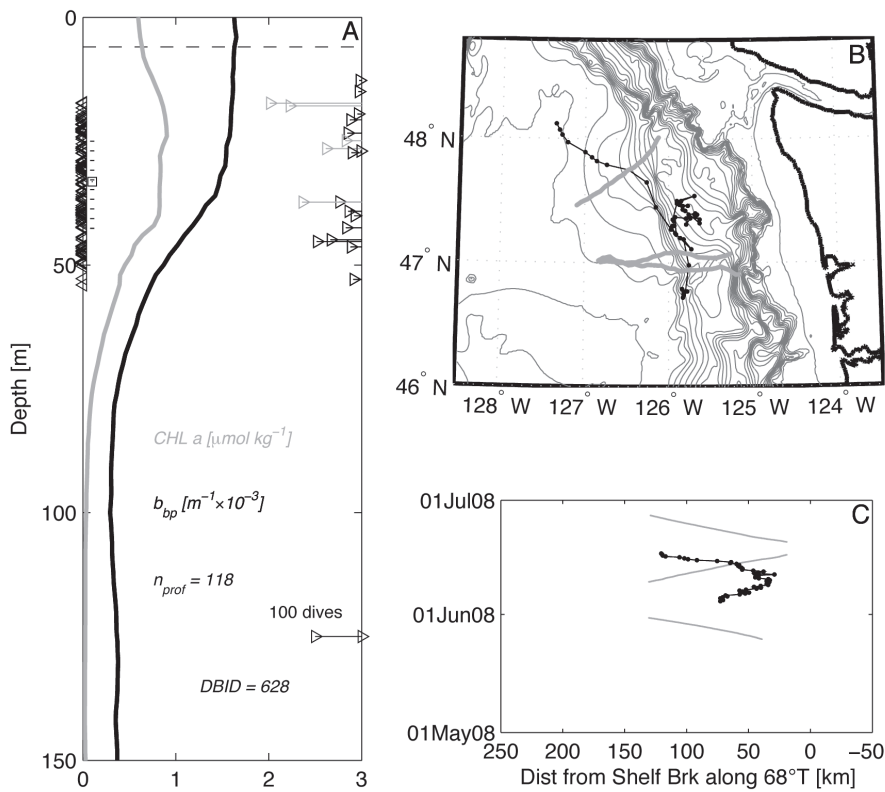 A
0
50
100
150
Depth [m]
CHL a [μmol kg⁻¹]
b_bp [m⁻¹×10⁻³]
n_prof = 118
100 dives
DBID = 628
0 1 2 3
B
48° N
47° N
46° N
128° W 127° W 126° W 125° W 124° W
C
01Jul08
01Jun08
01May08
250 200 150 100 50 0 −50
Dist from Shelf Brk along 68°T [km]